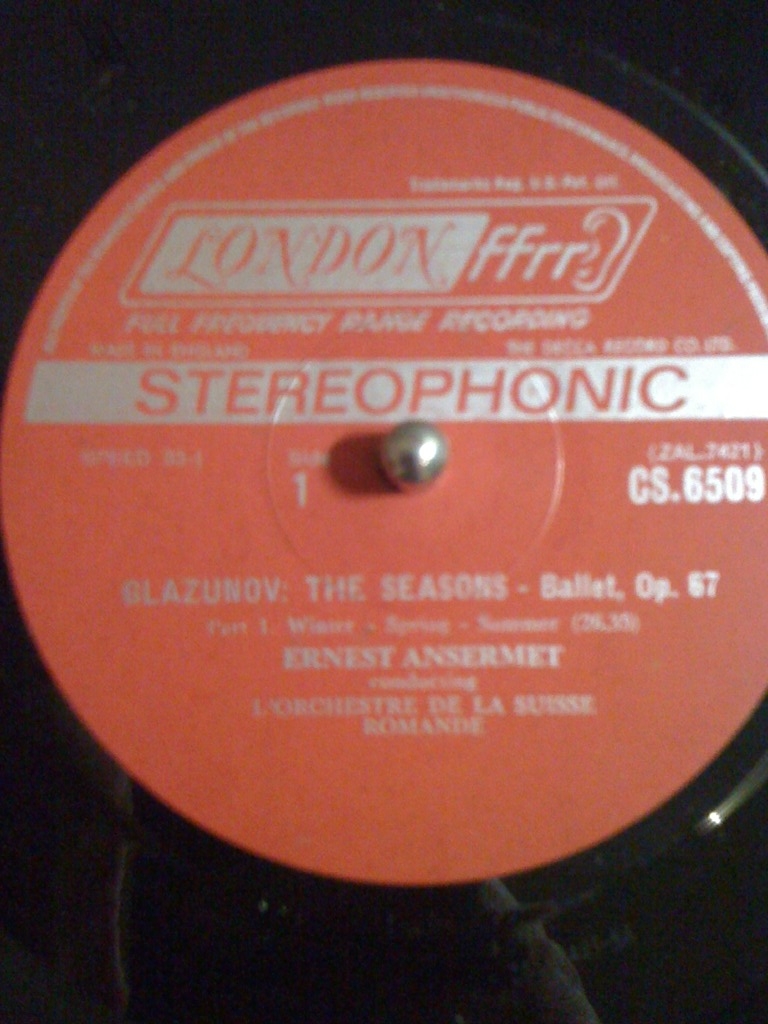 Trademarks Reg. U.S. Pat. Off.
LONDON ffrr
FULL FREQUENCY RANGE RECORDING
MADE IN ENGLAND THE DECCA RECORD CO. LTD.
STEREOPHONIC
SPEED 33⅓ Side (ZAL.7421)
1 CS.6509
GLAZUNOV: THE SEASONS - Ballet, Op. 67
Part 1. Winter - Spring - Summer
ERNEST ANSERMET
conducting
L'ORCHESTRE DE LA SUISSE
ROMANDE